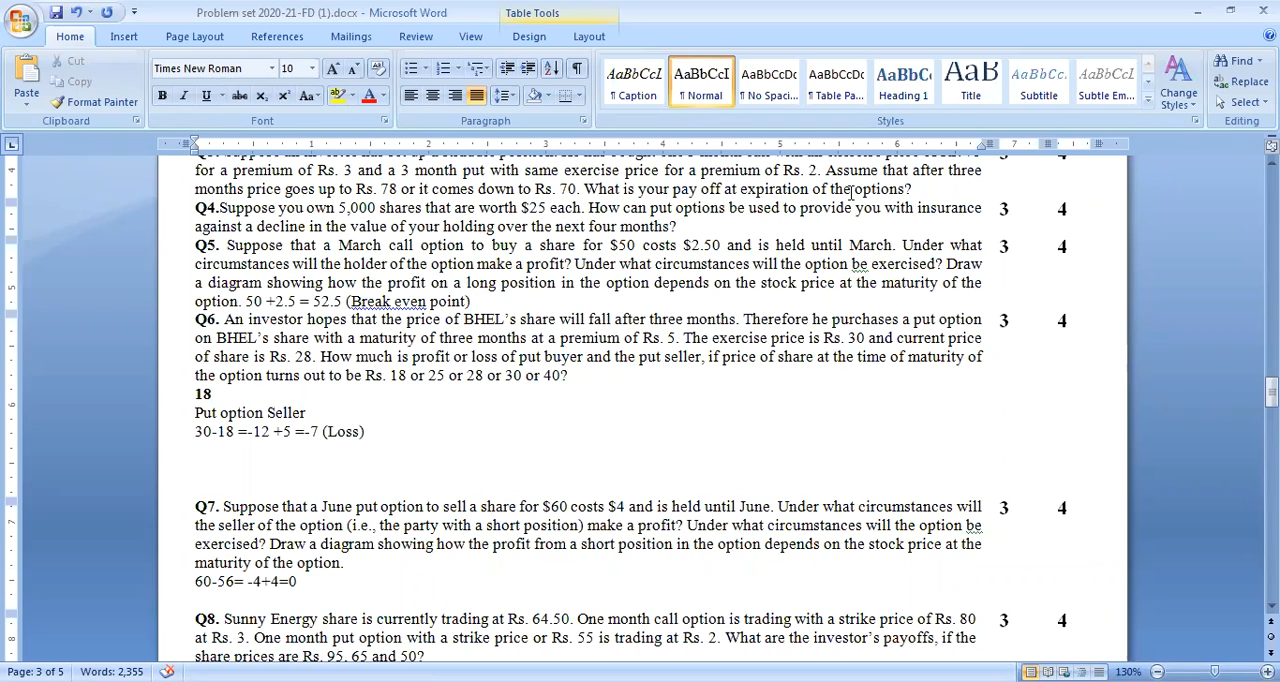 Problem set 2020-21-FD (1).docx - Microsoft Word
Table Tools
Home Insert Page Layout References Mailings Review View Design Layout
Paste
Cut
Copy
Format Painter
Clipboard
Times New Roman 10
B I U abc X₂ X² Aa
Font
Paragraph
AaBbCcI AaBbCcI AaBbCcDc AaBbCcDc AaBbC AaB AaBbCcI AaBbCcI
¶ Caption ¶ Normal ¶ No Spaci... ¶ Table Pa... Heading 1 Title Subtitle Subtle Em...
Change Styles
Styles
Find
Replace
Select
Editing
1 2 3 4 5 6 7
for a premium of Rs. 3 and a 3 month put with same exercise price for a premium of Rs. 2. Assume that after three
months price goes up to Rs. 78 or it comes down to Rs. 70. What is your pay off at expiration of the options?
Q4.Suppose you own 5,000 shares that are worth $25 each. How can put options be used to provide you with insurance 3 4
against a decline in the value of your holding over the next four months?
Q5. Suppose that a March call option to buy a share for $50 costs $2.50 and is held until March. Under what 3 4
circumstances will the holder of the option make a profit? Under what circumstances will the option be exercised? Draw
a diagram showing how the profit on a long position in the option depends on the stock price at the maturity of the
option. 50 +2.5 = 52.5 (Break even point)
Q6. An investor hopes that the price of BHEL's share will fall after three months. Therefore he purchases a put option 3 4
on BHEL's share with a maturity of three months at a premium of Rs. 5. The exercise price is Rs. 30 and current price
of share is Rs. 28. How much is profit or loss of put buyer and the put seller, if price of share at the time of maturity of
the option turns out to be Rs. 18 or 25 or 28 or 30 or 40?
18
Put option Seller
30-18 =-12 +5 =-7 (Loss)
Q7. Suppose that a June put option to sell a share for $60 costs $4 and is held until June. Under what circumstances will 3 4
the seller of the option (i.e., the party with a short position) make a profit? Under what circumstances will the option be
exercised? Draw a diagram showing how the profit from a short position in the option depends on the stock price at the
maturity of the option.
60-56= -4+4=0
Q8. Sunny Energy share is currently trading at Rs. 64.50. One month call option is trading with a strike price of Rs. 80 3 4
at Rs. 3. One month put option with a strike price or Rs. 55 is trading at Rs. 2. What are the investor's payoffs, if the
share prices are Rs. 95, 65 and 50?
Page: 3 of 5 Words: 2,355 130%